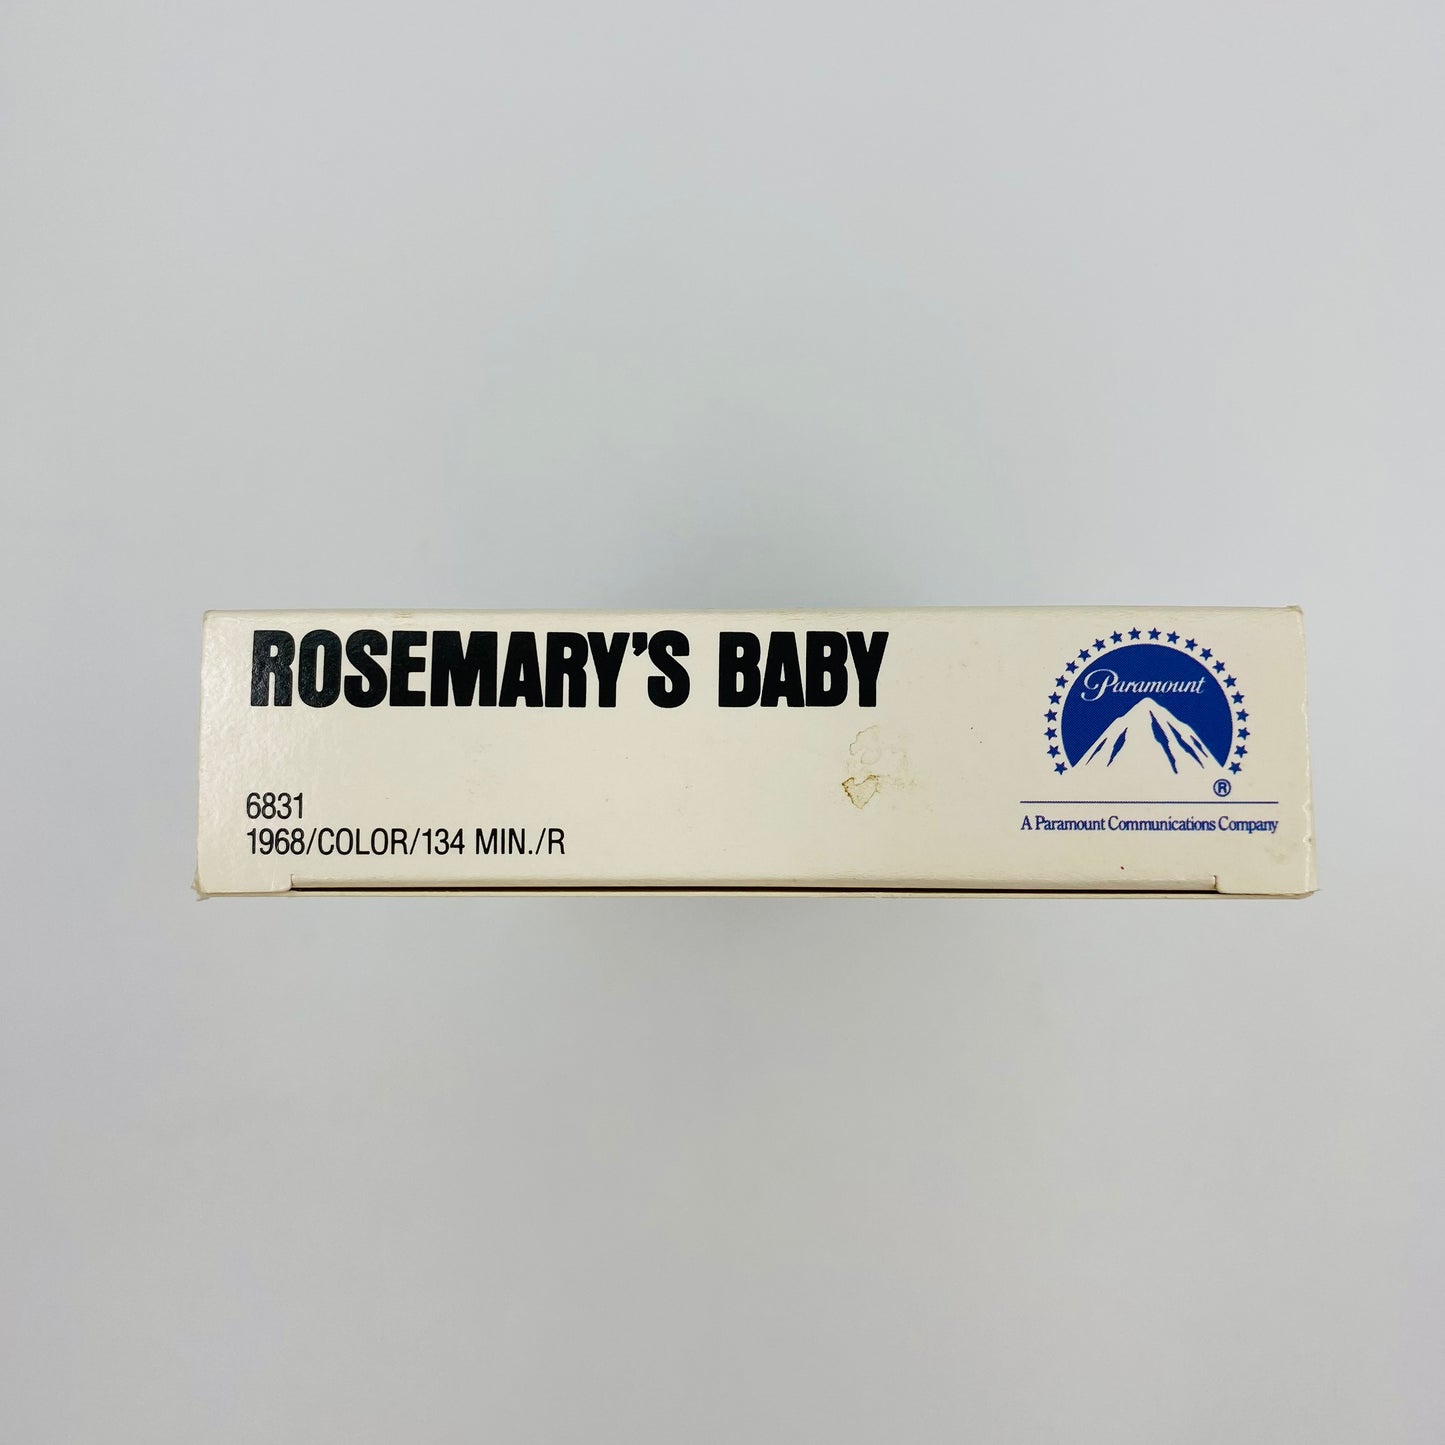 ROSEMARY'S BABY
6831
1968/COLOR/134 MIN./R
Paramount
®
A Paramount Communications Company